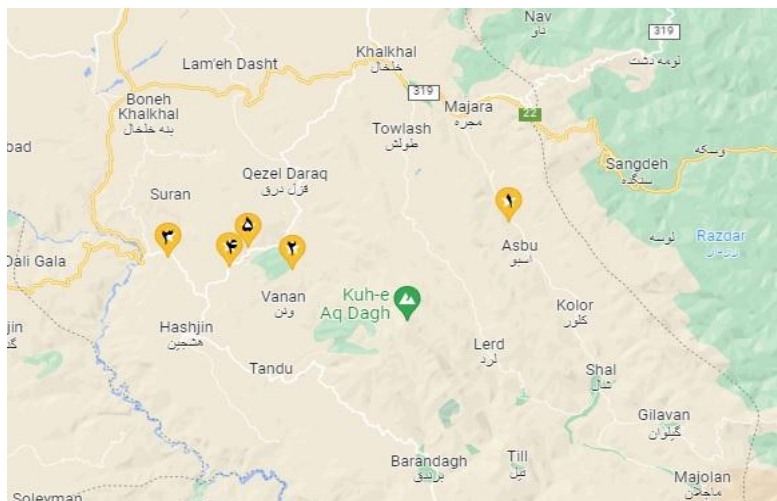 Nav
ناو
319
لومه دشت
Khalkhal
خلخال
Lam'eh Dasht
319
Boneh
Khalkhal
بنه خلخال
Majara
مجره
22
Towlash
طولش
bad
وسکه
Sangdeh
سنگده
Qezel Daraq
قزل درق
Suran
۱
۵
۳
۴
۲
Asbu
اسبو
لوسه
Razdar
Dali Gala
Vanan
ونن
Kuh-e
Aq Dagh
Kolor
کلور
jin
Hashjin
هشجین
Lerd
لرد
Tandu
Shal
شال
Gilavan
گیلوان
Barandagh
برندق
Till
تیل
Majolan
ماجلان
Soleyman